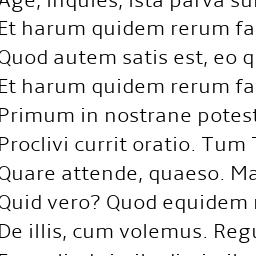 Age, inquies, ista parva sunt
Et harum quidem rerum fa
Quod autem satis est, eo q
Et harum quidem rerum fa
Primum in nostrane potest
Proclivi currit oratio. Tum
Quare attende, quaeso. Ma
Quid vero? Quod equidem
De illis, cum volemus. Regu